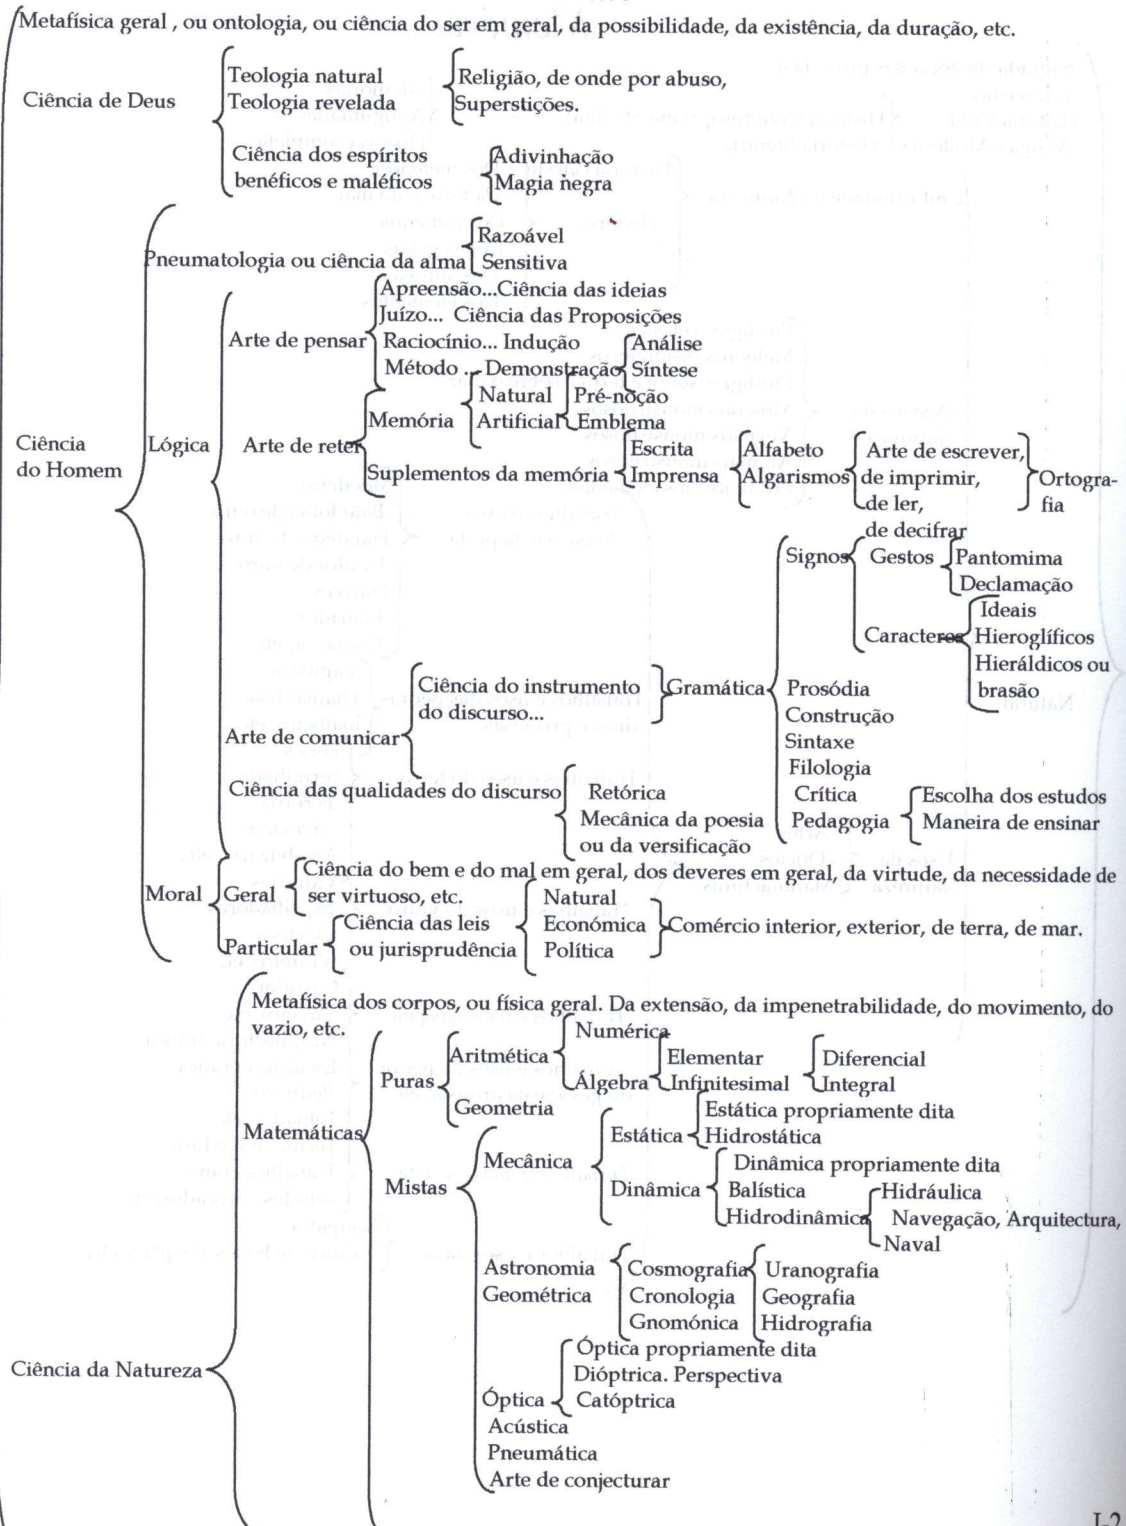 Metafísica geral , ou ontologia, ou ciência do ser em geral, da possibilidade, da existência, da duração, etc.
Ciência de Deus
Teologia natural
Teologia revelada
Religião, de onde por abuso,
Superstições.
Ciência dos espíritos
benéficos e maléficos
Adivinhação
Magia negra
Ciência
do Homem
Pneumatologia ou ciência da alma
Razoável
Sensitiva
Lógica
Arte de pensar
Apreensão...Ciência das ideias
Juízo... Ciência das Proposições
Raciocínio... Indução
Método ... Demonstração
Análise
Síntese
Arte de reter
Memória
Natural
Artificial
Pré-noção
Emblema
Suplementos da memória
Escrita
Imprensa
Alfabeto
Algarismos
Arte de escrever,
de imprimir,
de ler,
de decifrar
Ortogra-
fia
Arte de comunicar
Ciência do instrumento
do discurso...
Gramática
Signos
Gestos
Pantomima
Declamação
Caracteres
Ideais
Hieroglíficos
Hieráldicos ou
brasão
Prosódia
Construção
Sintaxe
Filologia
Crítica
Pedagogia
Escolha dos estudos
Maneira de ensinar
Ciência das qualidades do discurso
Retórica
Mecânica da poesia
ou da versificação
Moral
Geral
Ciência do bem e do mal em geral, dos deveres em geral, da virtude, da necessidade de
ser virtuoso, etc.
Particular
Ciência das leis
ou jurisprudência
Natural
Económica
Política
Comércio interior, exterior, de terra, de mar.
Ciência da Natureza
Metafísica dos corpos, ou física geral. Da extensão, da impenetrabilidade, do movimento, do
vazio, etc.
Matemáticas
Puras
Aritmética
Numérica
Álgebra
Elementar
Infinitesimal
Diferencial
Integral
Geometria
Mistas
Mecânica
Estática
Estática propriamente dita
Hidrostática
Dinâmica
Dinâmica propriamente dita
Balística
Hidrodinâmica
Hidráulica
Navegação, Arquitectura,
Naval
Astronomia
Geométrica
Cosmografia
Cronologia
Gnomónica
Uranografia
Geografia
Hidrografia
Óptica
Óptica propriamente dita
Dióptrica. Perspectiva
Catóptrica
Acústica
Pneumática
Arte de conjecturar